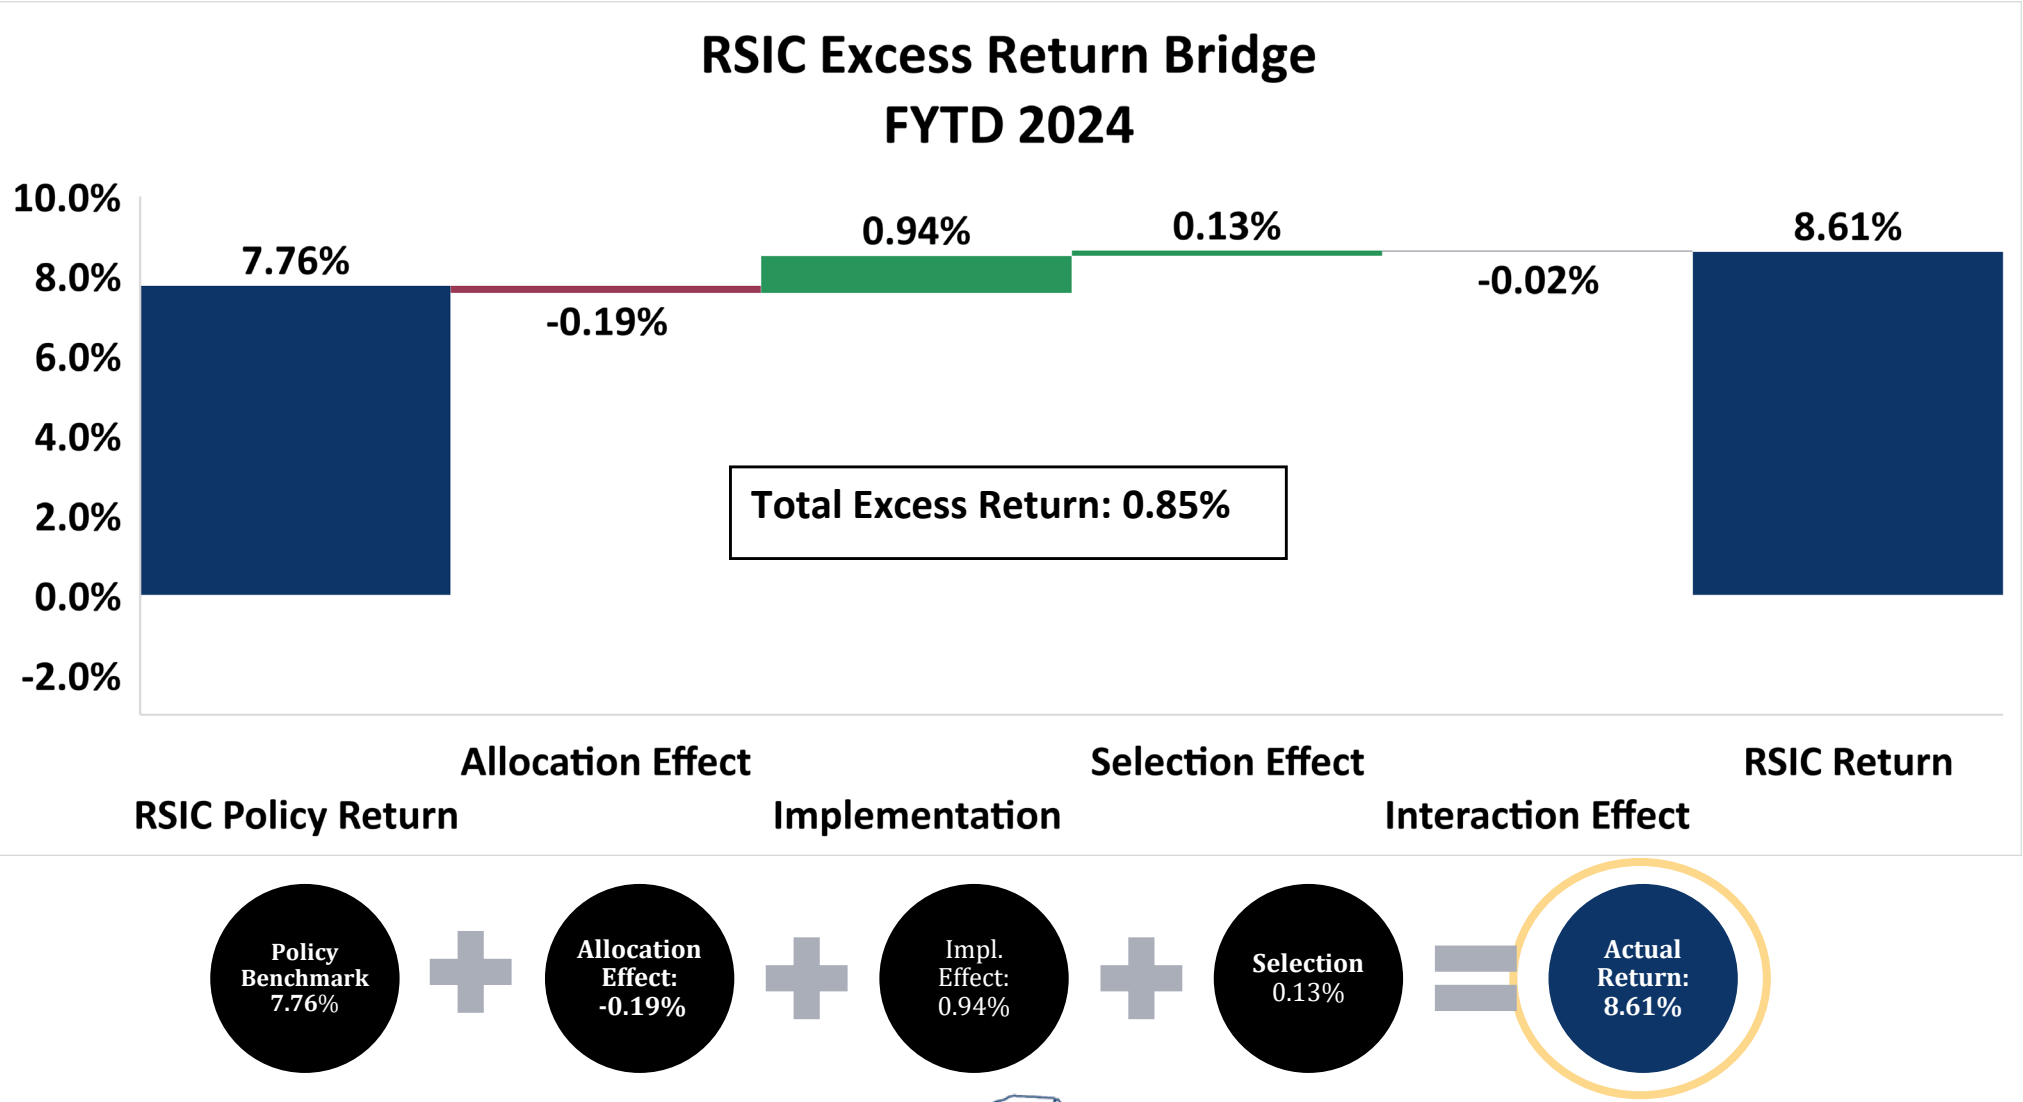 RSIC Excess Return Bridge
FYTD 2024
10.0%
8.0%
6.0%
4.0%
2.0%
0.0%
-2.0%
7.76%
-0.19%
0.94%
0.13%
-0.02%
8.61%
Total Excess Return: 0.85%
RSIC Policy Return
Allocation Effect
Implementation
Selection Effect
Interaction Effect
RSIC Return
Policy
Benchmark
7.76%
Allocation
Effect:
-0.19%
Impl.
Effect:
0.94%
Selection
0.13%
Actual
Return:
8.61%